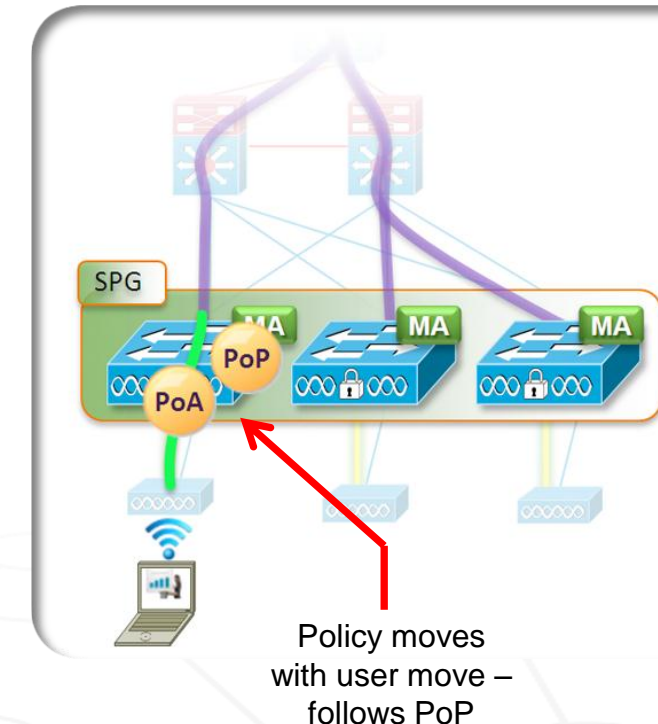 SPG
MA
MA
MA
PoP
PoA
Policy moves
with user move –
follows PoP